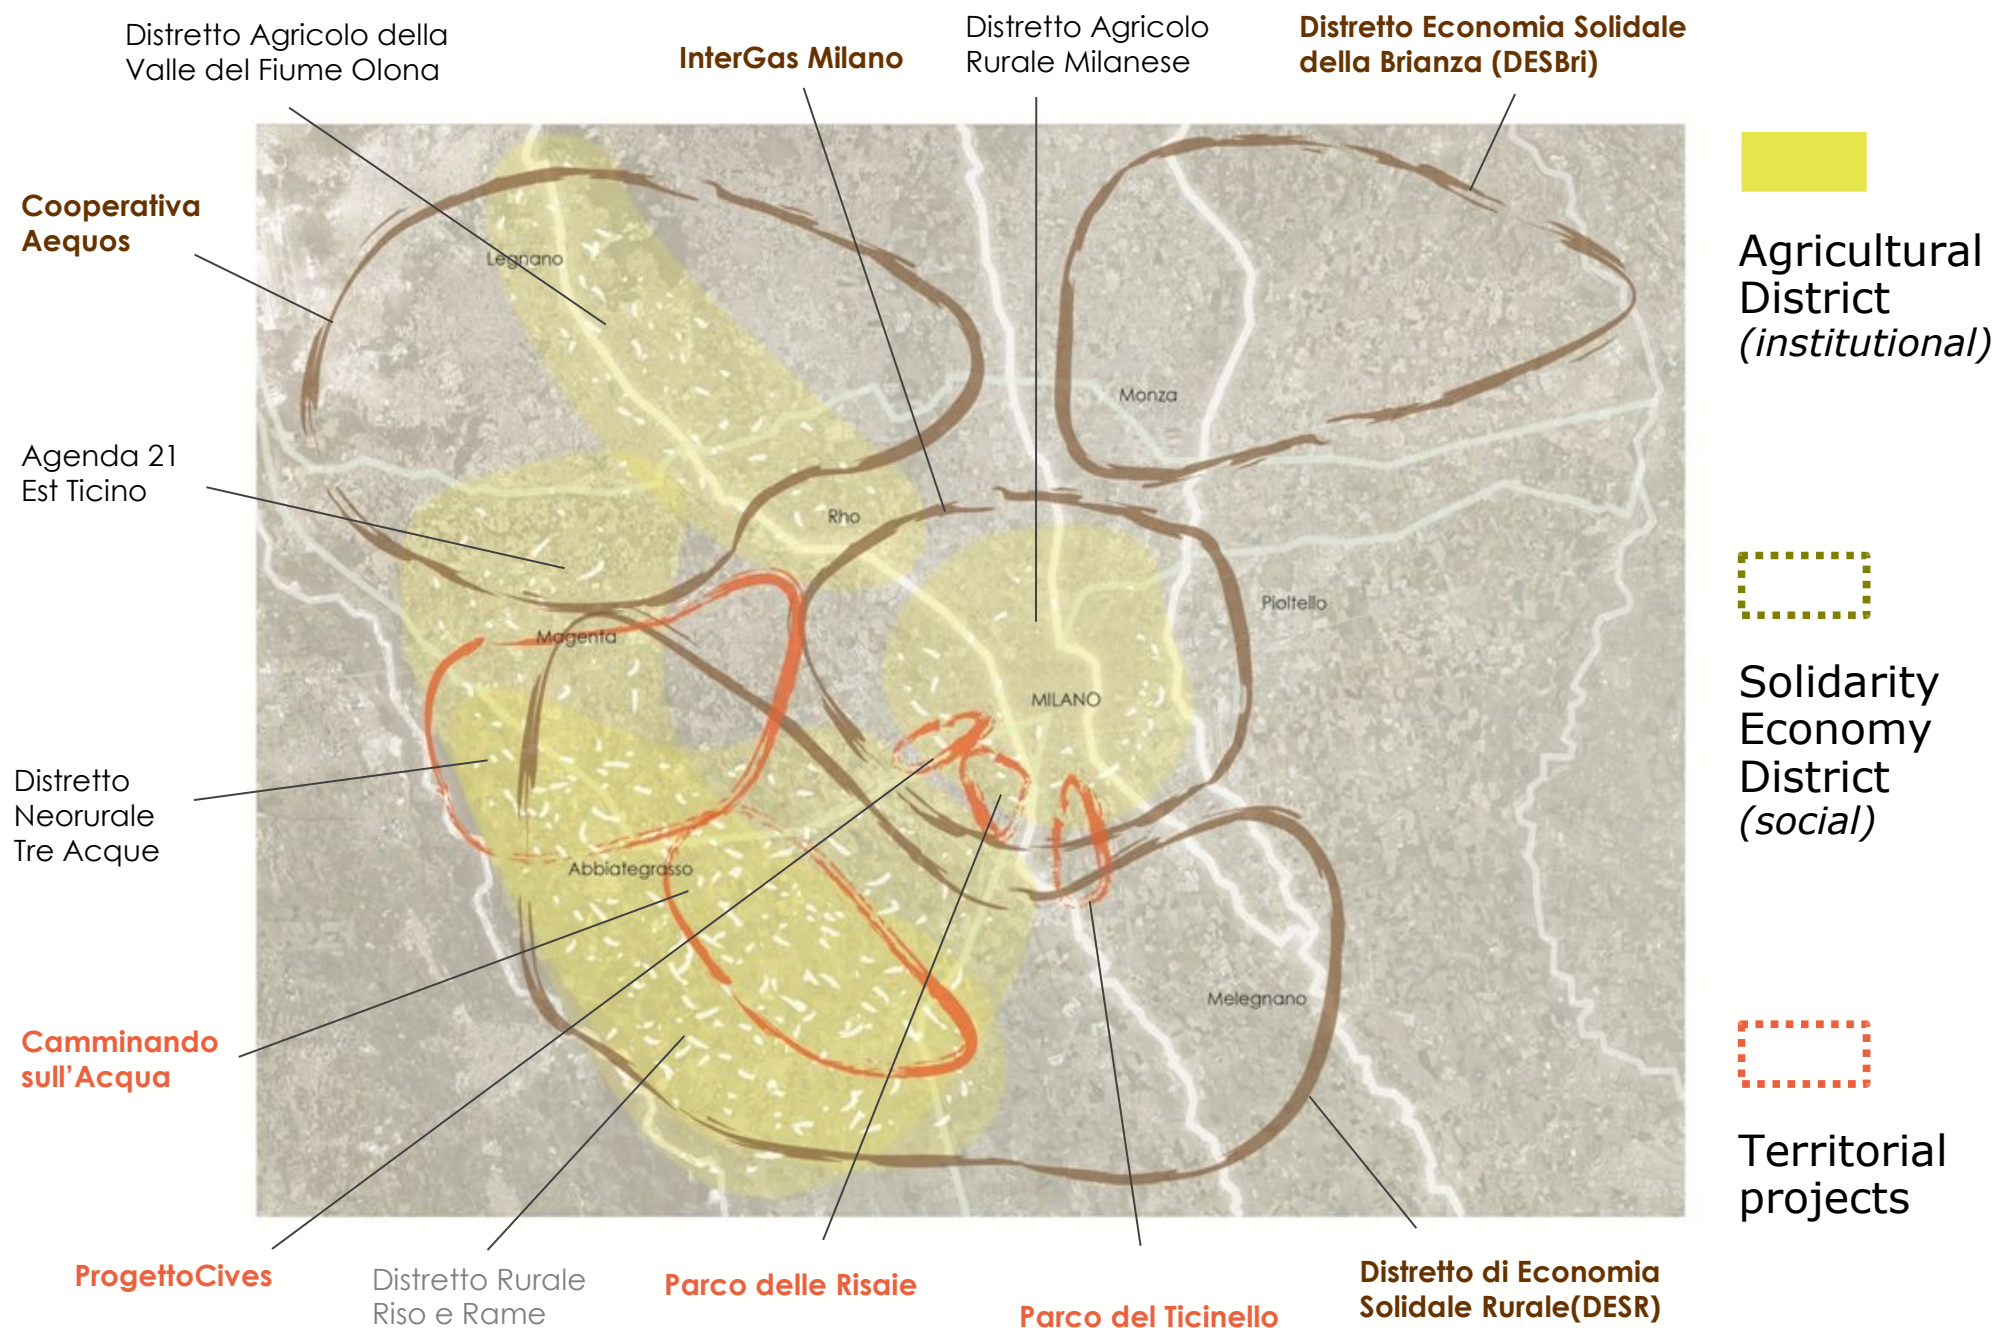 Distretto Agricolo della
Valle del Fiume Olona
InterGas Milano
Distretto Agricolo
Rurale Milanese
Distretto Economia Solidale
della Brianza (DESBri)
Cooperativa
Aequos
Agenda 21
Est Ticino
Distretto
Neorurale
Tre Acque
Camminando
sull'Acqua
Legnano
Monza
Rho
Pioltello
Magenta
MILANO
Abbiategrasso
Melegnano
Agricultural
District
(institutional)
Solidarity
Economy
District
(social)
Territorial
projects
ProgettoCives
Distretto Rurale
Riso e Rame
Parco delle Risaie
Parco del Ticinello
Distretto di Economia
Solidale Rurale(DESR)